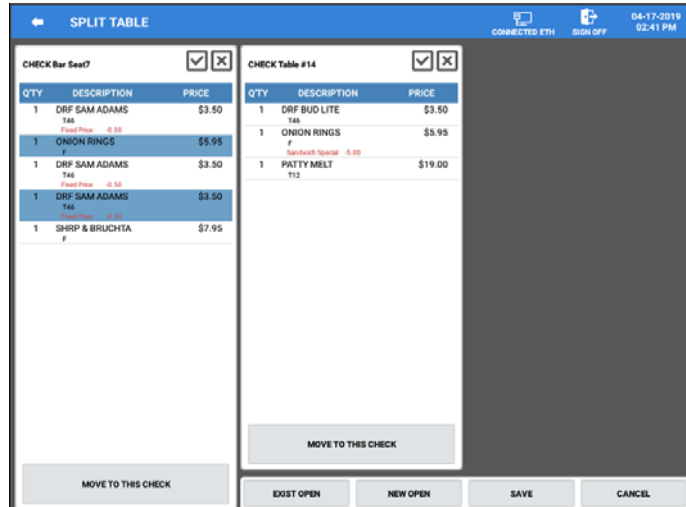 SPLIT TABLE
CONNECTED ETH
SIGN OFF
04-17-2019
02:41 PM
CHECK Bar Seat7
Q'TY DESCRIPTION PRICE
1 DRF SAM ADAMS $3.50
T46
Fixed Price -0.50
1 ONION RINGS $5.95
F
1 DRF SAM ADAMS $3.50
T46
Fixed Price -0.50
1 DRF SAM ADAMS $3.50
T46
Fixed Price -0.50
1 SHRP & BRUCHTA $7.95
F
MOVE TO THIS CHECK
CHECK Table #14
Q'TY DESCRIPTION PRICE
1 DRF BUD LITE $3.50
T46
1 ONION RINGS $5.95
F
Sandwich Special -5.00
1 PATTY MELT $19.00
T12
MOVE TO THIS CHECK
EXIST OPEN
NEW OPEN
SAVE
CANCEL